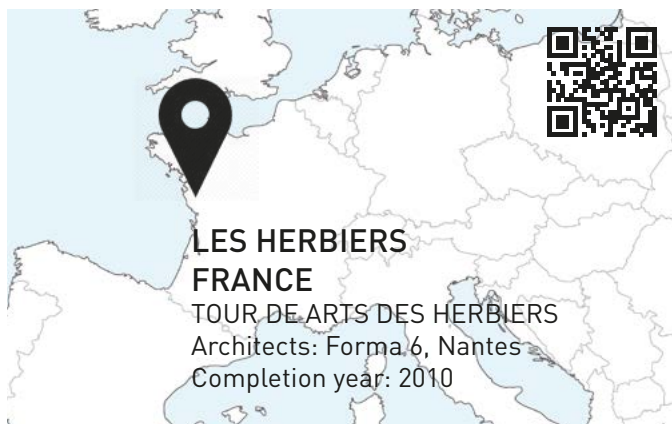 LES HERBIERS
FRANCE
TOUR DE ARTS DES HERBIERS
Architects: Forma 6, Nantes
Completion year: 2010